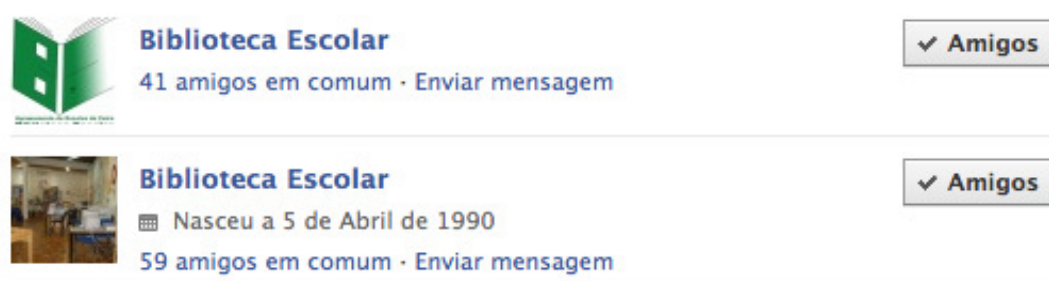 Biblioteca Escolar
✓ Amigos
41 amigos em comum · Enviar mensagem
Biblioteca Escolar
✓ Amigos
Nasceu a 5 de Abril de 1990
59 amigos em comum · Enviar mensagem